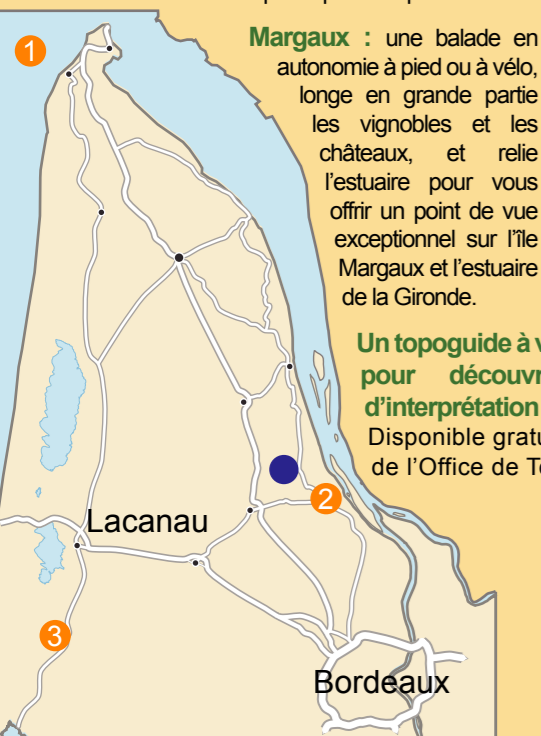 Margaux : une balade en
autonomie à pied ou à vélo,
longe en grande partie
les vignobles et les
châteaux, et relie
l'estuaire pour vous
offrir un point de vue
exceptionnel sur l'île
Margaux et l'estuaire
de la Gironde.
Un topoguide à v
pour découvr
d'interprétation
Disponible gratu
de l'Office de To
1
2
Lacanau
3
Bordeaux